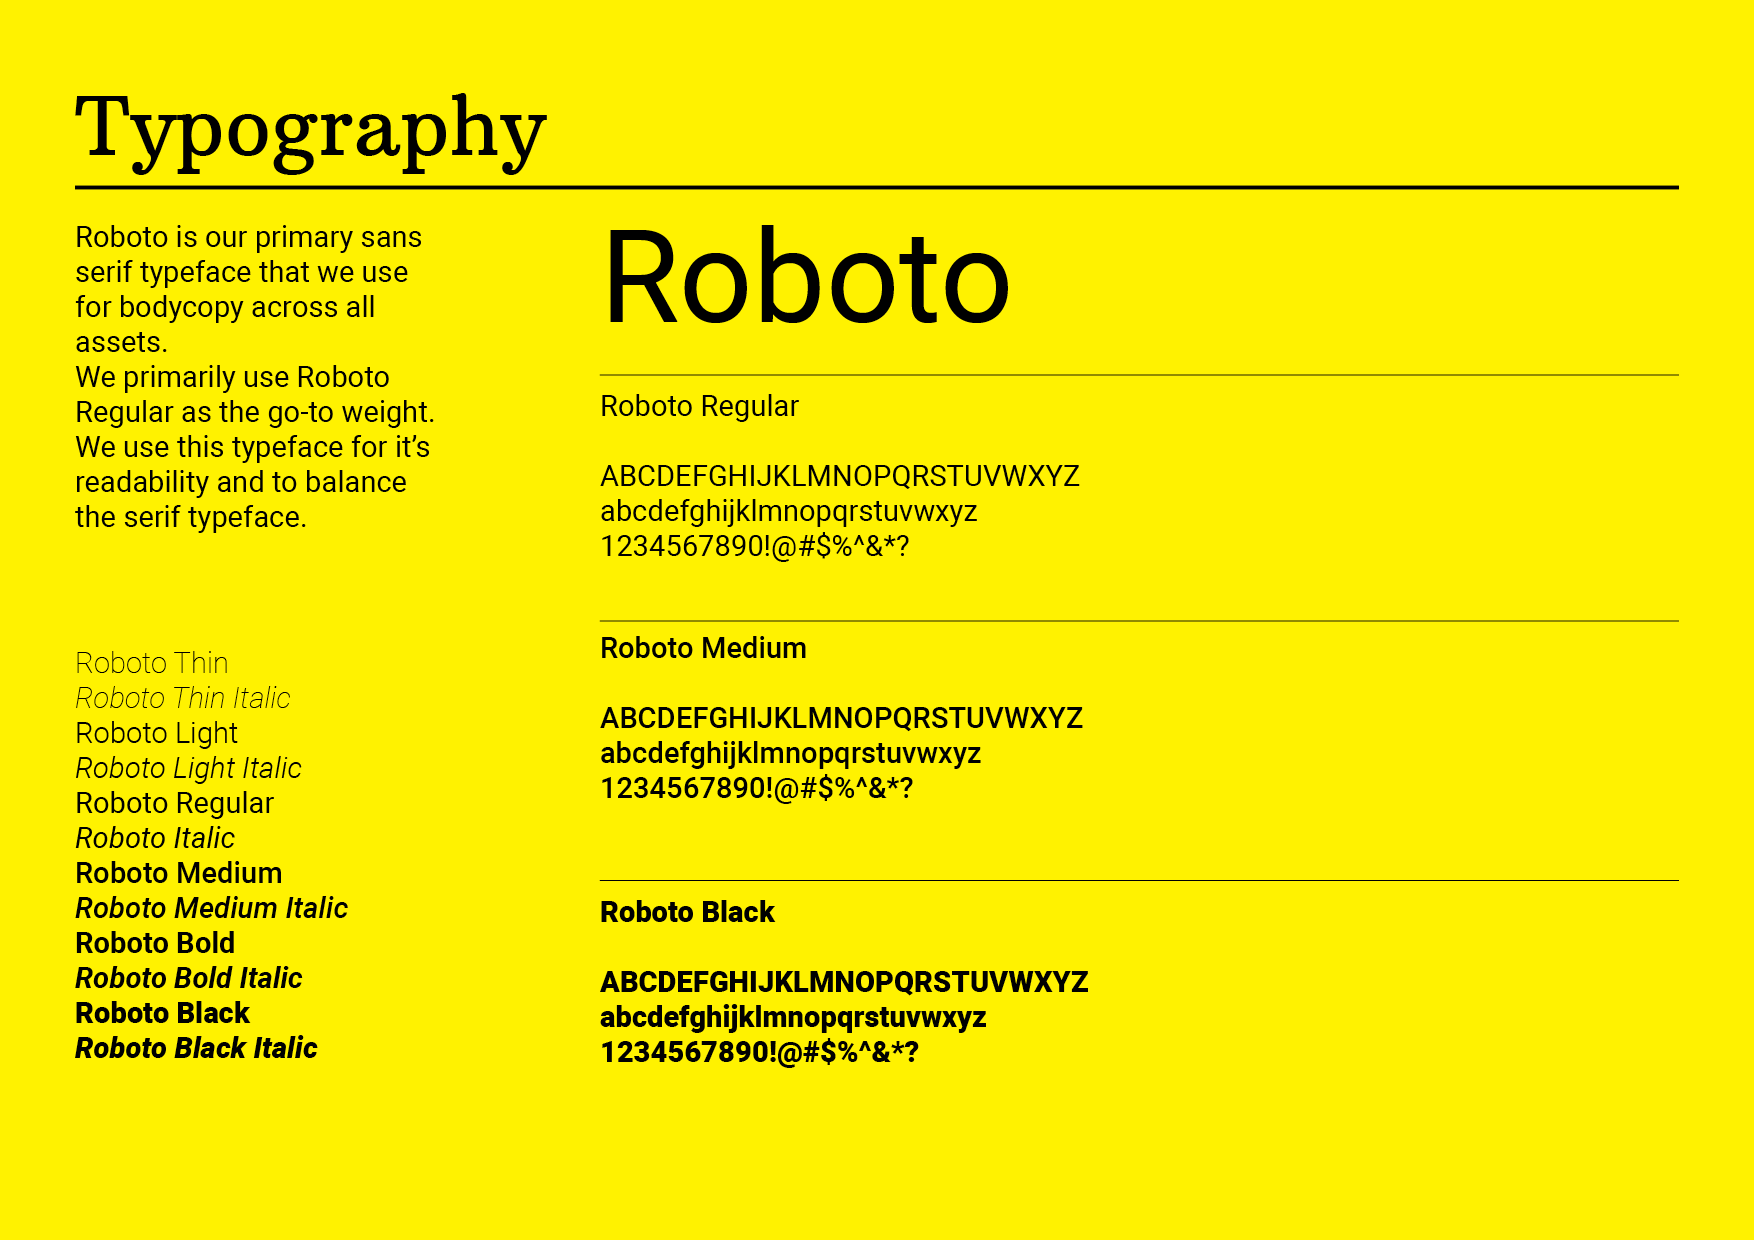 Typography
Roboto is our primary sans
serif typeface that we use
for bodycopy across all
assets.
We primarily use Roboto
Regular as the go-to weight.
We use this typeface for it’s
readability and to balance
the serif typeface.
Roboto Thin
Roboto Thin Italic
Roboto Light
Roboto Light Italic
Roboto Regular
Roboto Italic
Roboto Medium
Roboto Medium Italic
Roboto Bold
Roboto Bold Italic
Roboto Black
Roboto Black Italic
Roboto
Roboto Regular
ABCDEFGHIJKLMNOPQRSTUVWXYZ
abcdefghijklmnopqrstuvwxyz
1234567890!@#$%^&*?
Roboto Medium
ABCDEFGHIJKLMNOPQRSTUVWXYZ
abcdefghijklmnopqrstuvwxyz
1234567890!@#$%^&*?
Roboto Black
ABCDEFGHIJKLMNOPQRSTUVWXYZ
abcdefghijklmnopqrstuvwxyz
1234567890!@#$%^&*?